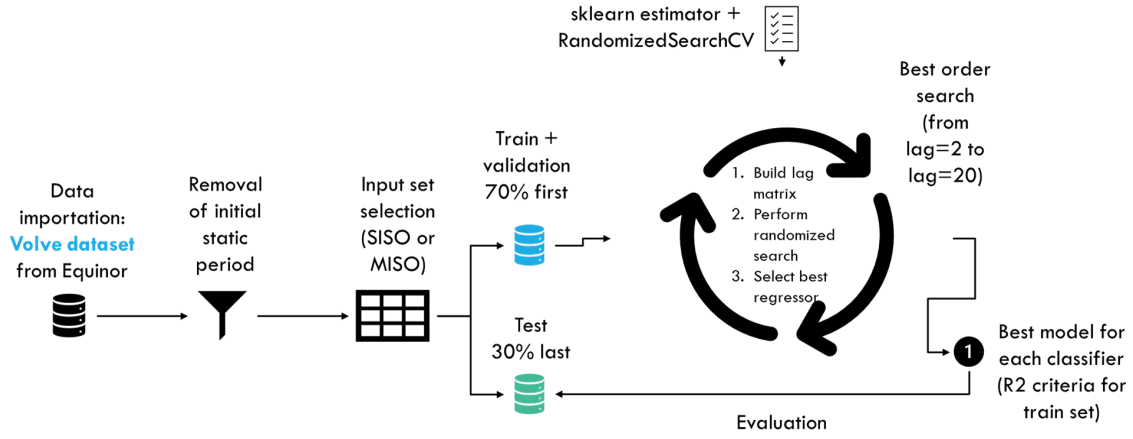 sklearn estimator +
RandomizedSearchCV
Best order
search
(from
lag=2 to
lag=20)
Train +
validation
70% first
Data
importation:
Volve dataset
from Equinor
Removal
of initial
static
period
Input set
selection
(SISO or
MISO)
1. Build lag
matrix
2. Perform
randomized
search
3. Select best
regressor
Test
30% last
1
Best model for
each classifier
(R2 criteria for
train set)
Evaluation